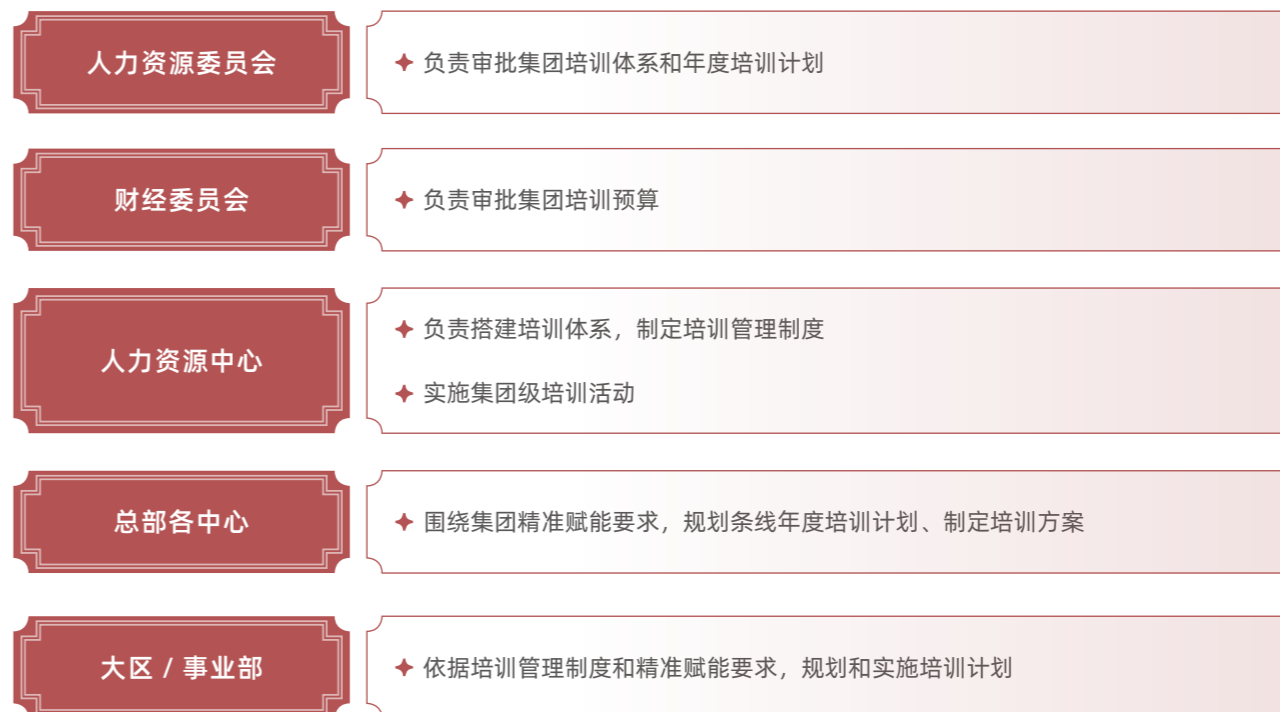 人力资源委员会
负责审批集团培训体系和年度培训计划
财经委员会
负责审批集团培训预算
人力资源中心
负责搭建培训体系，制定培训管理制度
实施集团级培训活动
总部各中心
围绕集团精准赋能要求，规划条线年度培训计划、制定培训方案
大区 / 事业部
依据培训管理制度和精准赋能要求，规划和实施培训计划